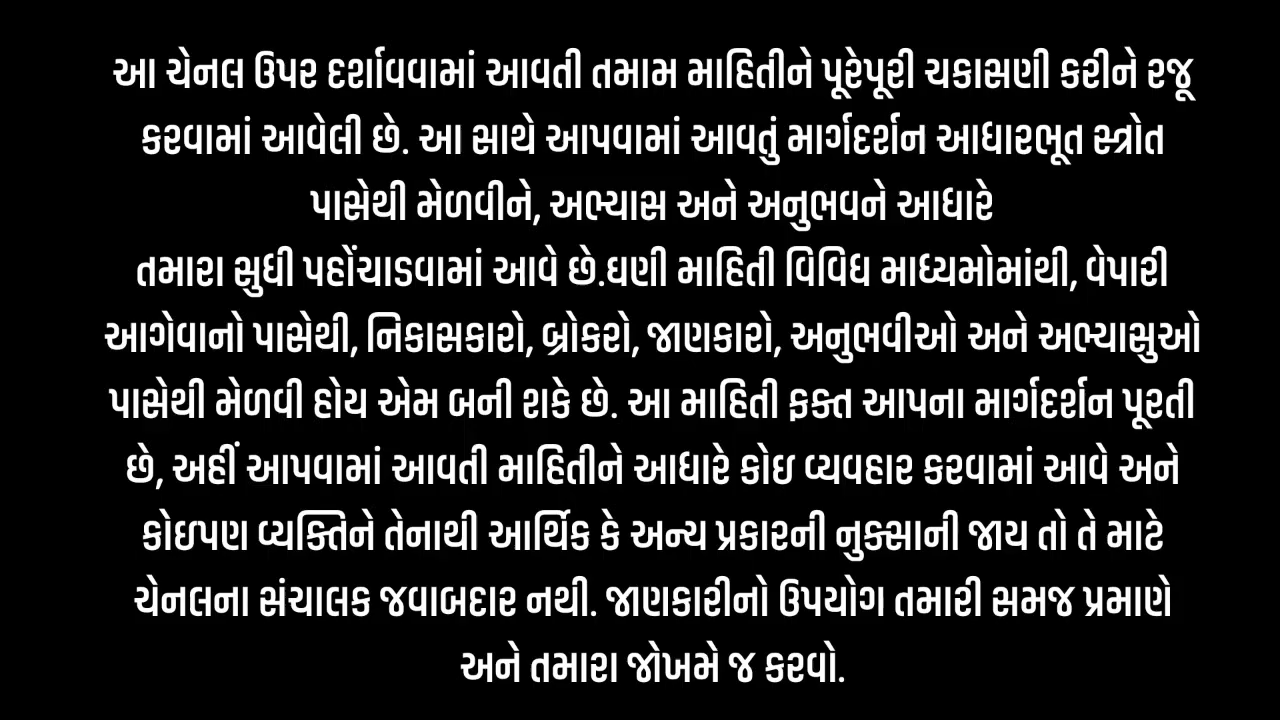 આ ચેનલ ઉપર દર્શાવવામાં આવતી તમામ માહિતીને પૂરેપૂરી ચકાસણી કરીને રજૂ
કરવામાં આવેલી છે. આ સાથે આપવામાં આવતું માર્ગદર્શન આધારભૂત સ્ત્રોત
પાસેથી મેળવીને, અભ્યાસ અને અનુભવને આધારે
તમારા સુધી પહોંચાડવામાં આવે છે.ઘણી માહિતી વિવિધ માધ્યમોમાંથી, વેપારી
આગેવાનો પાસેથી, નિકાસકારો, બ્રોકરો, જાણકારો, અનુભવીઓ અને અભ્યાસુઓ
પાસેથી મેળવી હોય એમ બની શકે છે. આ માહિતી ફક્ત આપના માર્ગદર્શન પૂરતી
છે, અહીં આપવામાં આવતી માહિતીને આધારે કોઇ વ્યવહાર કરવામાં આવે અને
કોઇપણ વ્યક્તિને તેનાથી આર્થિક કે અન્ય પ્રકારની નુક્સાની જાય તો તે માટે
ચેનલના સંચાલક જવાબદાર નથી. જાણકારીનો ઉપયોગ તમારી સમજ પ્રમાણે
અને તમારા જોખમે જ કરવો.